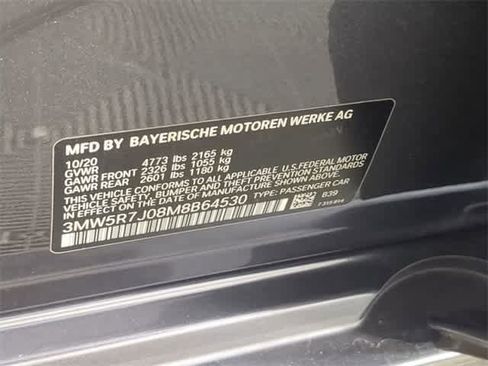 MFD BY BAYERISCHE MOTOREN WERKE AG
10/20
GVWR 4773 lbs 2165 kg
GAWR FRONT 2326 lbs 1055 kg
GAWR REAR 2601 lbs 1180 kg
THIS VEHICLE CONFORMS TO ALL APPLICABLE U.S. FEDERAL MOTOR
VEHICLE SAFETY, BUMPER AND THEFT PREVENTION STANDARDS IN EFFECT
ON THE DATE OF MANUFACTURE SHOWN ABOVE.
3MW5R7J08M8B64530 TYPE: PASSENGER CAR
B39